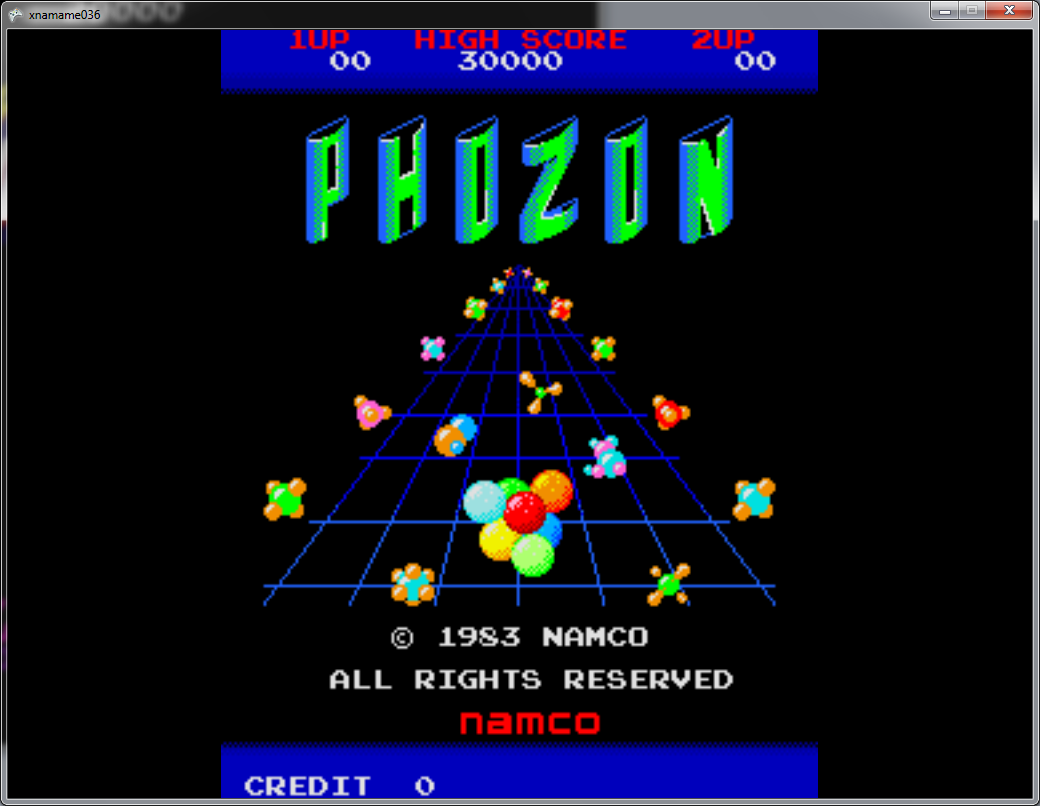 xnamame036
1UP HIGH SCORE 2UP
00 30000 00
PHOZON
© 1983 NAMCO
ALL RIGHTS RESERVED
namco
CREDIT 0